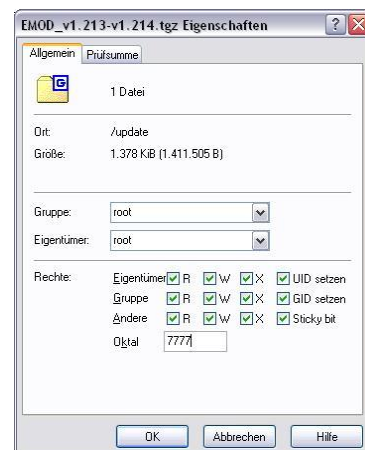 EMOD_v1.213-v1.214.tgz Eigenschaften
Allgemein Prüfsumme
G
1 Datei
Ort: /update
Größe: 1.378 KiB (1.411.505 B)
Gruppe: root
Eigentümer: root
Rechte: Eigentümer R W X UID setzen
Gruppe R W X GID setzen
Andere R W X Sticky bit
Oktal 7777
OK Abbrechen Hilfe